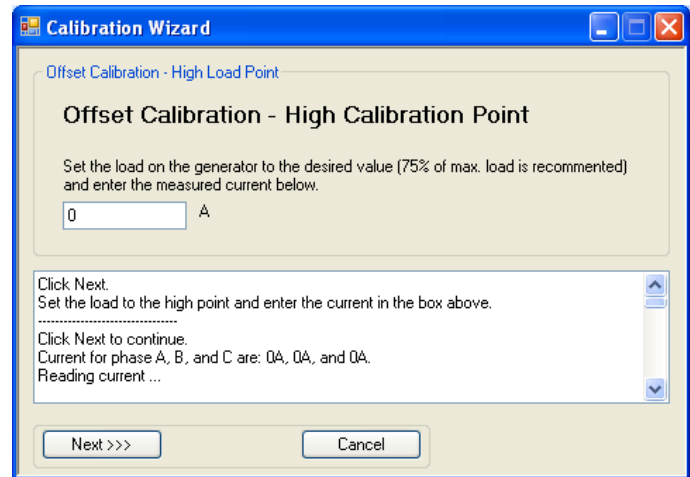 Calibration Wizard
Offset Calibration - High Load Point
Offset Calibration - High Calibration Point
Set the load on the generator to the desired value (75% of max. load is recommented)
and enter the measured current below.
0 A
Click Next.
Set the load to the high point and enter the current in the box above.
--------------------------------
Click Next to continue.
Current for phase A, B, and C are: 0A, 0A, and 0A.
Reading current ...
Next >>> Cancel